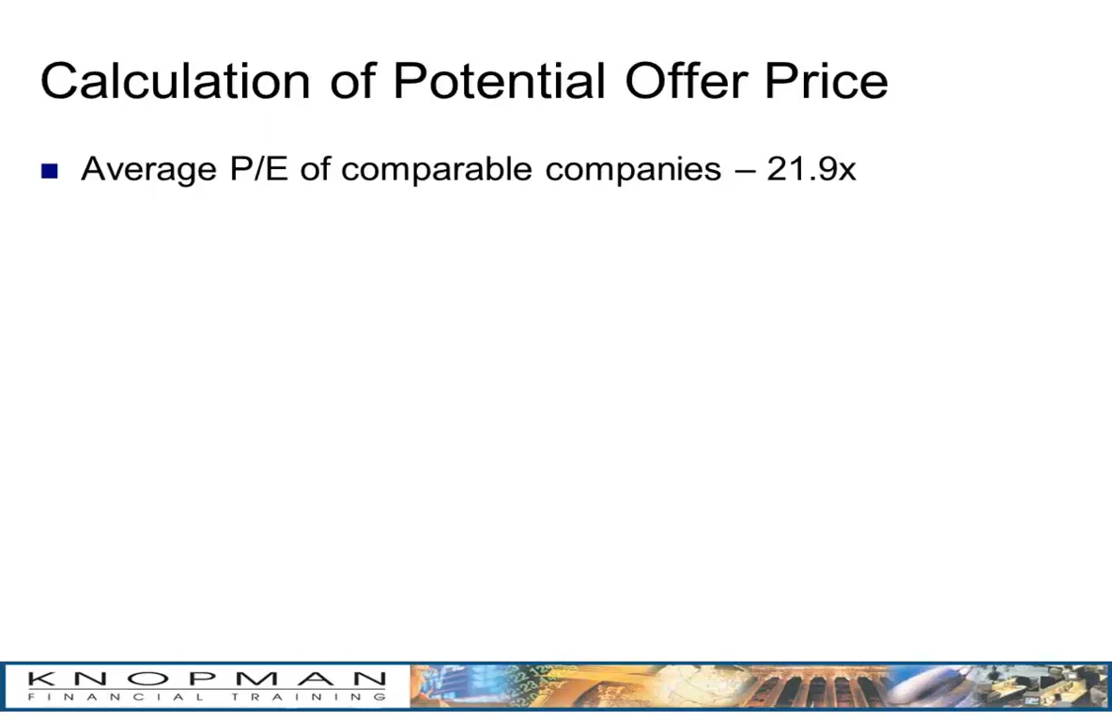 Calculation of Potential Offer Price
Average P/E of comparable companies – 21.9x
KNOPMAN
FINANCIAL TRAINING